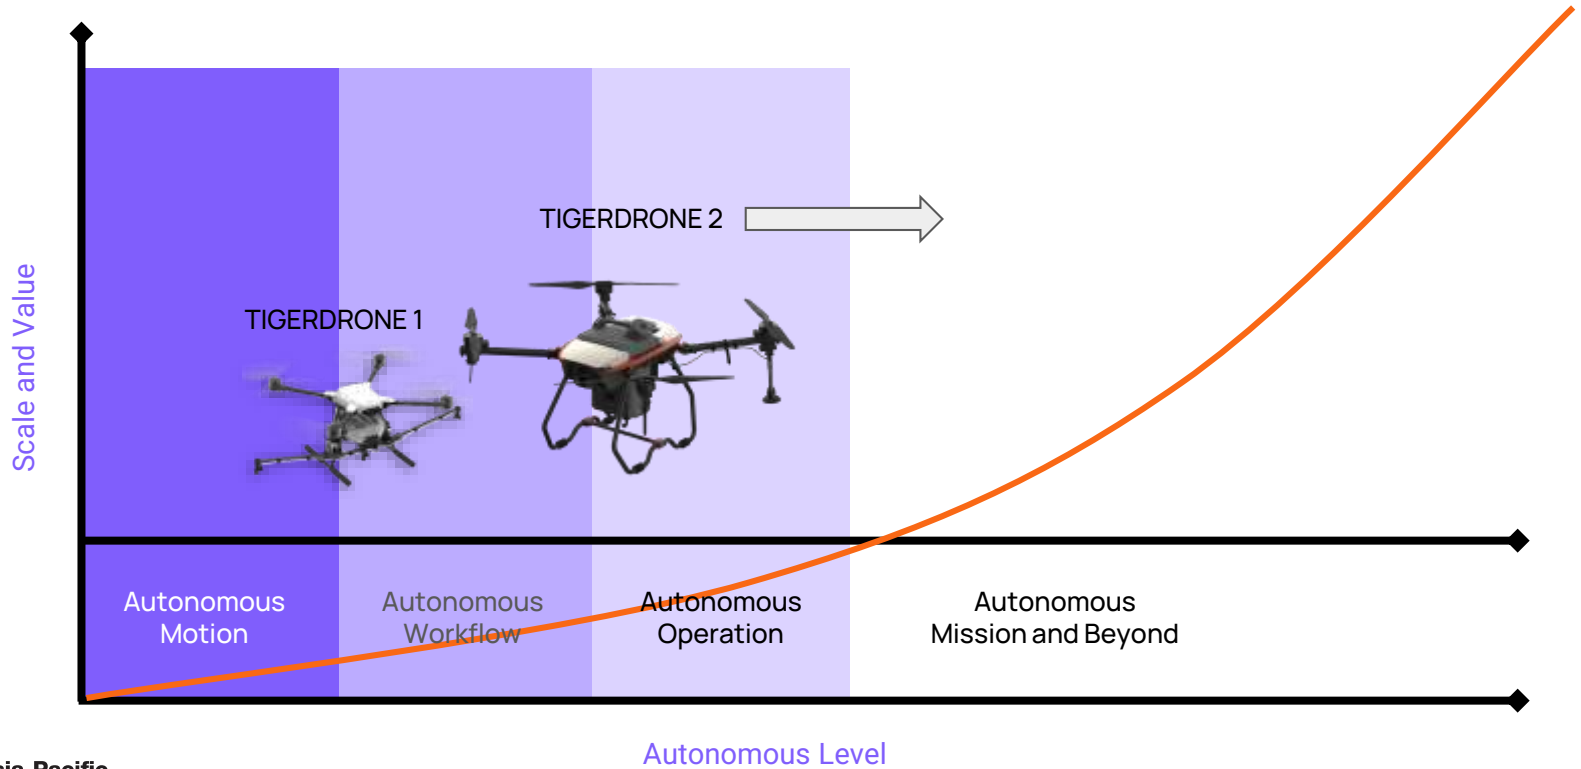 TIGERDRONE 2
TIGERDRONE 1
Scale and Value
Autonomous
Motion
Autonomous
Workflow
Autonomous
Operation
Autonomous
Mission and Beyond
Autonomous Level
Pacific